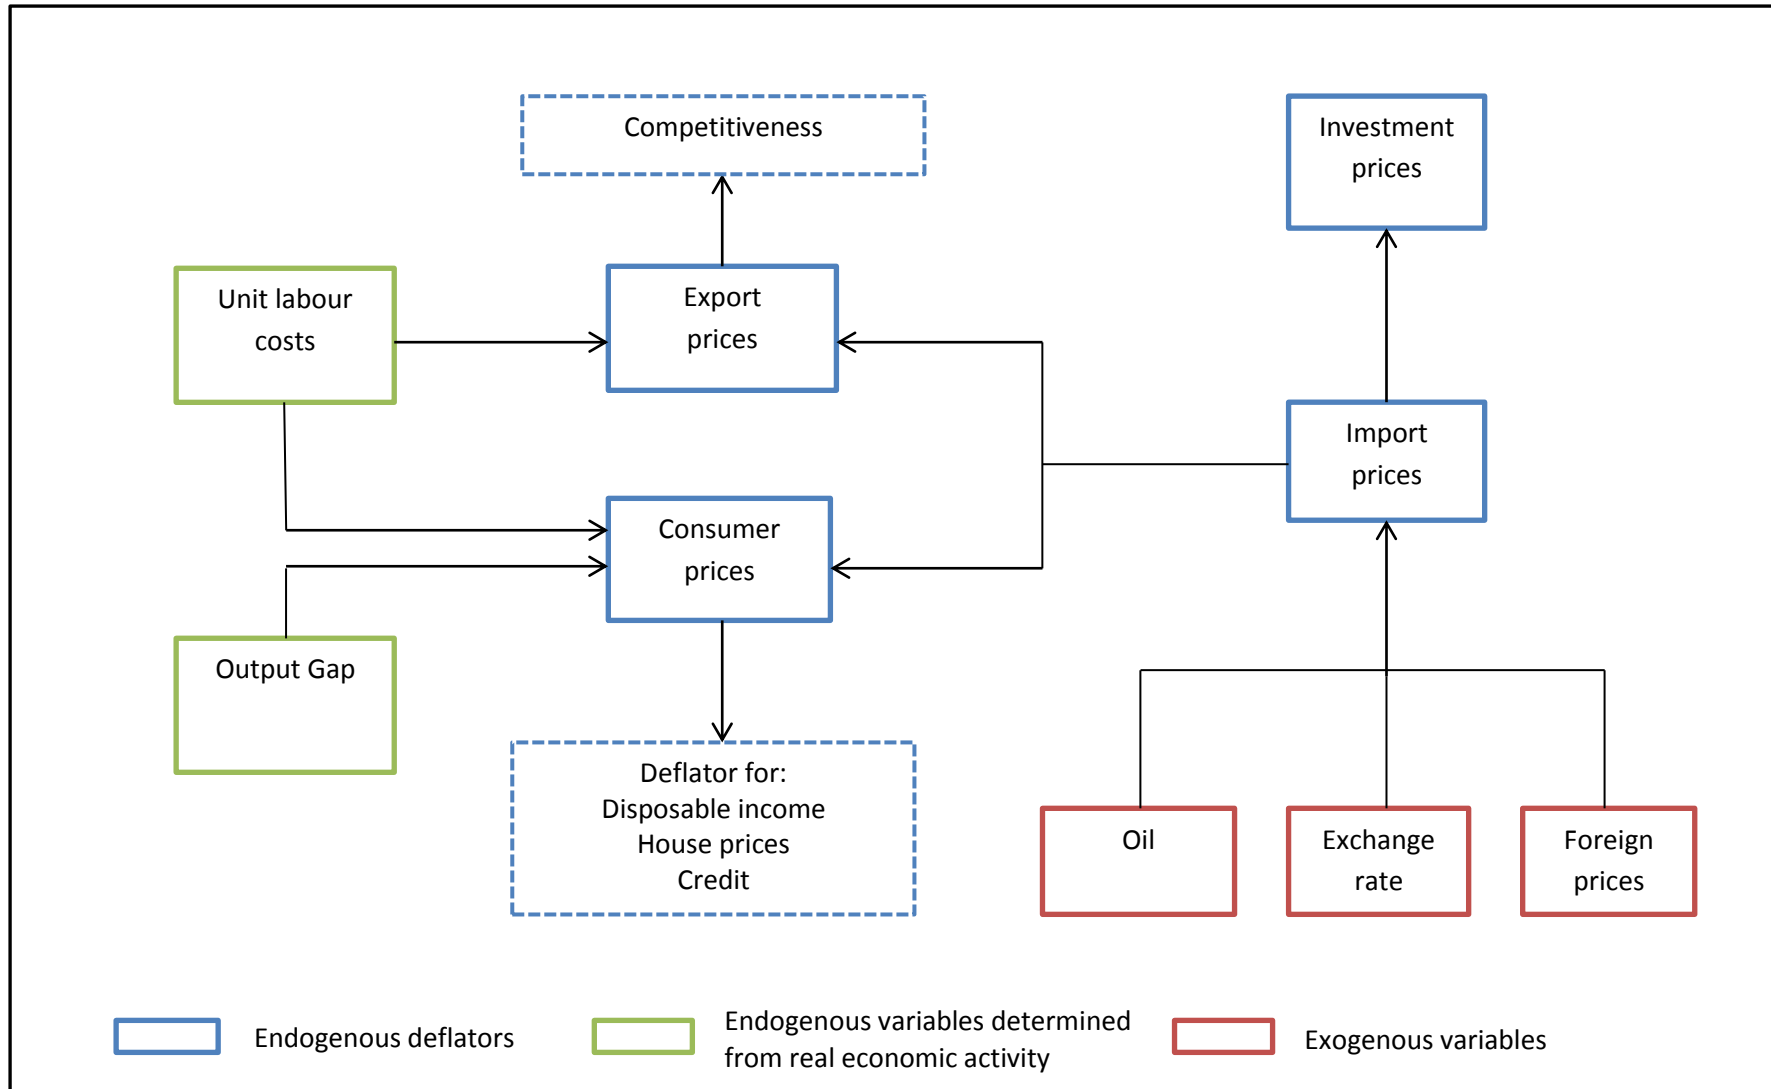 Competitiveness
Investment
prices
Unit labour
costs
Export
prices
Import
prices
Consumer
prices
Output Gap
Deflator for:
Disposable income
House prices
Credit
Oil
Exchange
rate
Foreign
prices
Endogenous deflators
Endogenous variables determined
from real economic activity
Exogenous variables